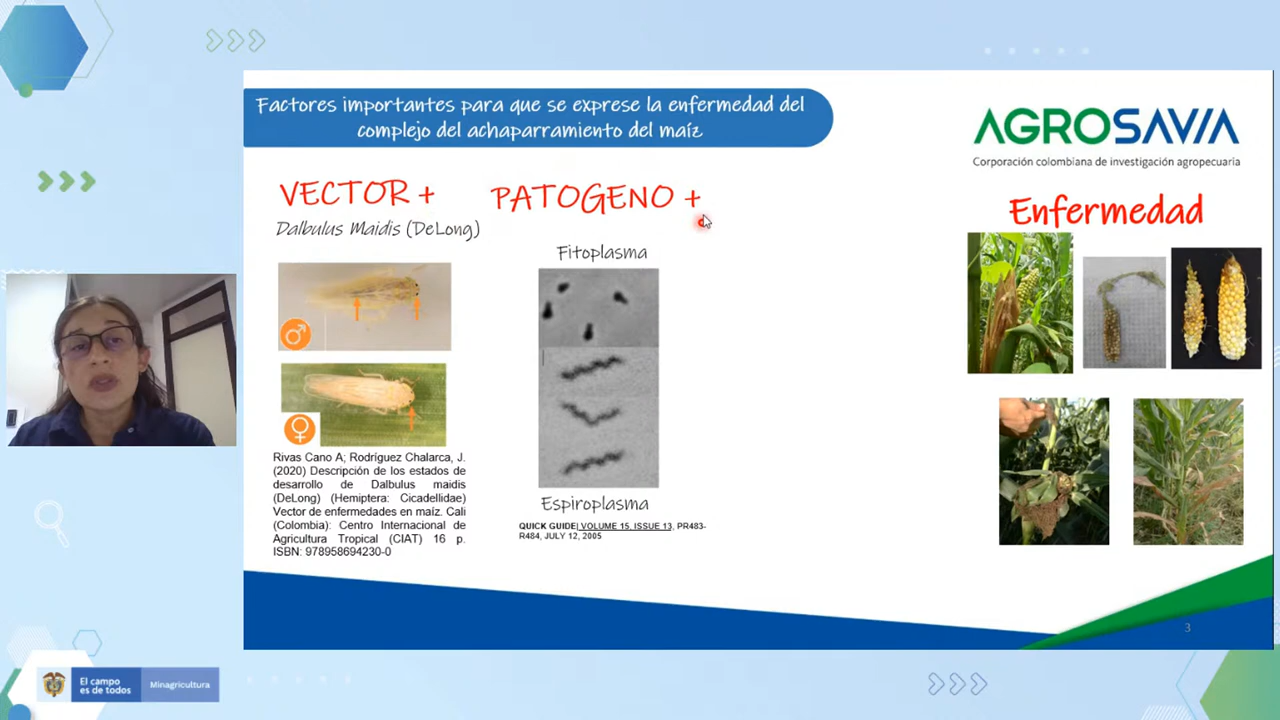 Factores importantes para que se exprese la enfermedad del
complejo del achaparramiento del maíz
AGROSAVIA
Corporación colombiana de investigación agropecuaria
VECTOR +
Dalbulus Maidis (DeLong)
PATOGENO +
Fitoplasma
Espiroplasma
Enfermedad
Rivas Cano A; Rodríguez Chalarca, J.
(2020) Descripción de los estados de
desarrollo de Dalbulus maidis
(DeLong) (Hemiptera: Cicadellidae)
Vector de enfermedades en maíz. Cali
(Colombia): Centro Internacional de
Agricultura Tropical (CIAT) 16 p.
ISBN: 978958694230-0
QUICK GUIDE| VOLUME 15, ISSUE 13, PR483-
R484, JULY 12, 2005
3
El campo
es de todos
Minagricultura